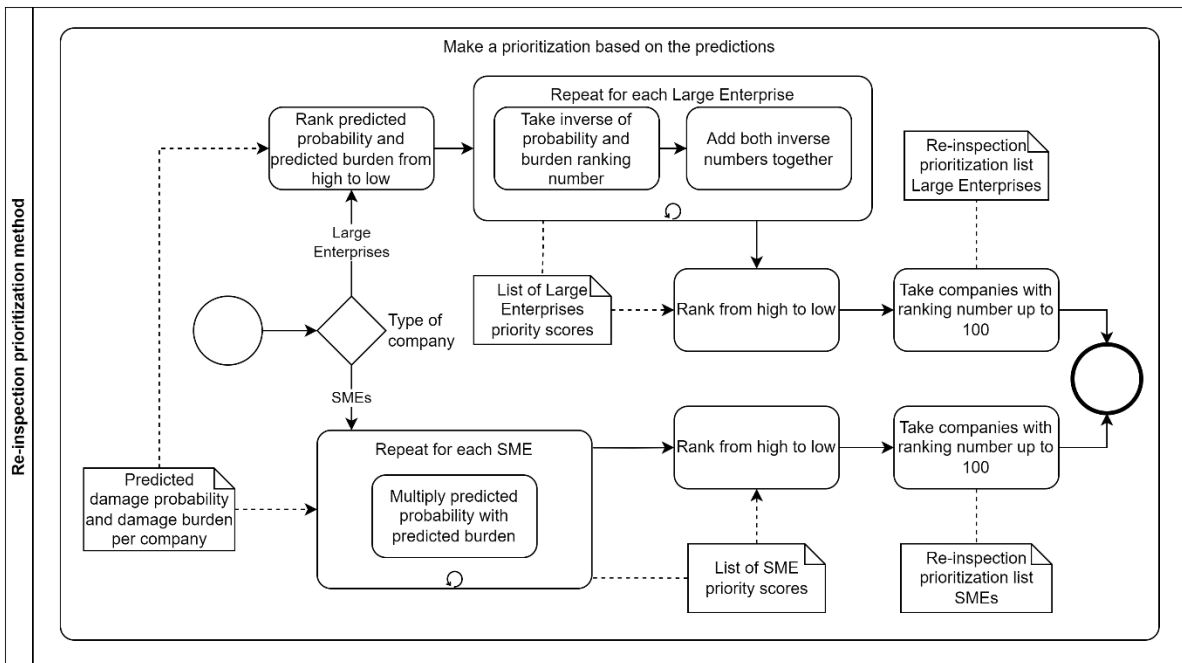 Re-inspection prioritization method
Make a prioritization based on the predictions
Rank predicted
probability and
predicted burden from
high to low
Repeat for each Large Enterprise
Take inverse of
probability and
burden ranking
number
Add both inverse
numbers together
Re-inspection
prioritization list
Large Enterprises
Large
Enterprises
List of Large
Enterprises
priority scores
Rank from high to low
Take companies with
ranking number up to
100
Type of
company
SMEs
Repeat for each SME
Multiply predicted
probability with
predicted burden
Rank from high to low
Take companies with
ranking number up to
100
Predicted
damage probability
and damage burden
per company
List of SME
priority scores
Re-inspection
prioritization list
SMEs